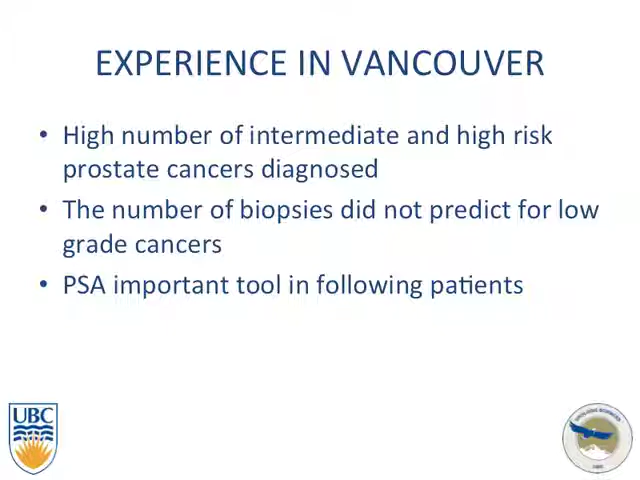 EXPERIENCE IN VANCOUVER
• High number of intermediate and high risk
prostate cancers diagnosed
• The number of biopsies did not predict for low
grade cancers
• PSA important tool in following patients
UBC